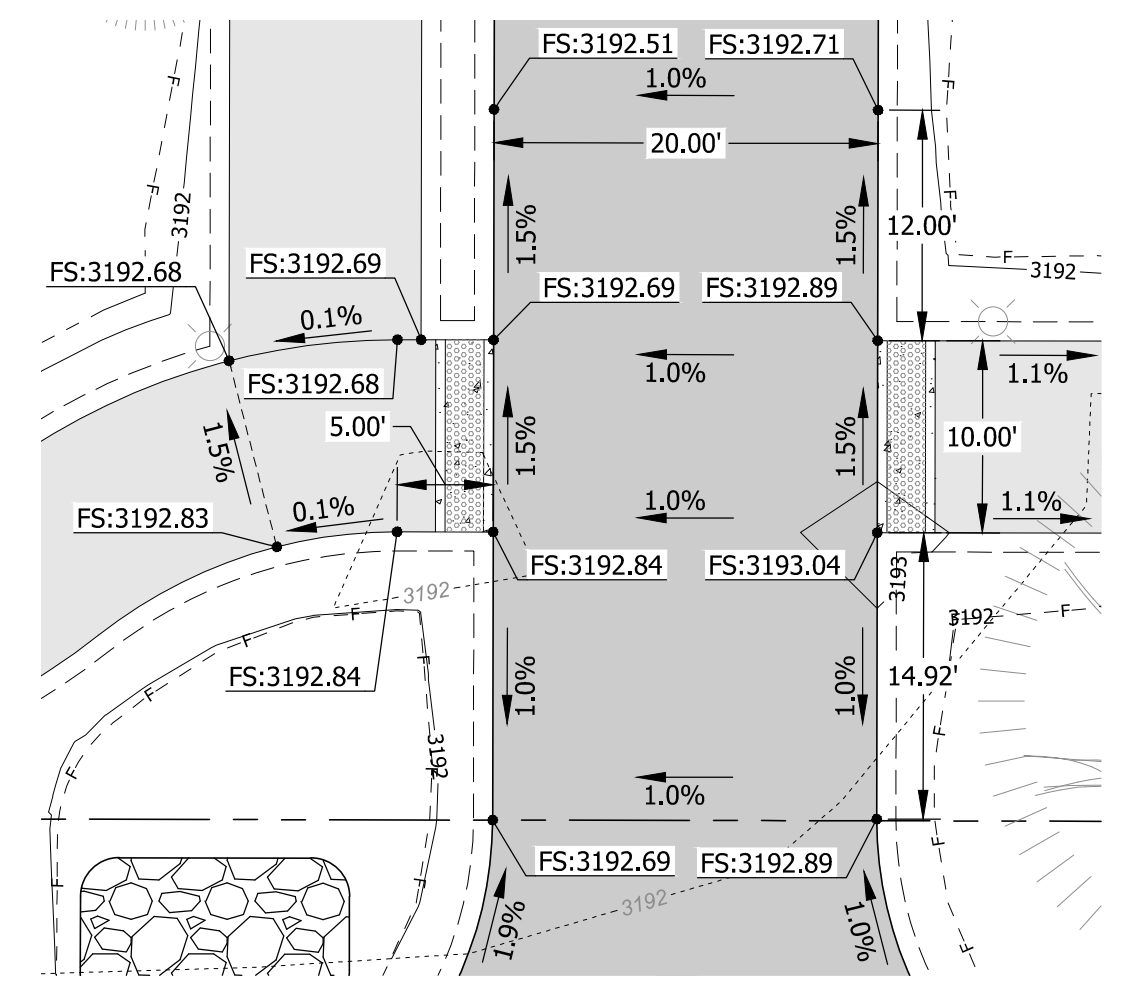 FS:3192.51
FS:3192.71
1.0%
F
F
20.00'
F
F
3192
1.5%
1.5%
12.00'
FS:3192.68
FS:3192.69
F
3192
FS:3192.69
FS:3192.89
0.1%
1.0%
1.1%
FS:3192.68
5.00'
1.5%
1.5%
1.5%
10.00'
0.1%
1.0%
1.1%
FS:3192.83
FS:3192.84
FS:3193.04
3193
3192
3192
F
F
F
F
FS:3192.84
1.0%
1.0%
14.92'
F
3192
F
F
F
1.0%
F
FS:3192.69
FS:3192.89
F
F
3192
1.9%
1.0%
F